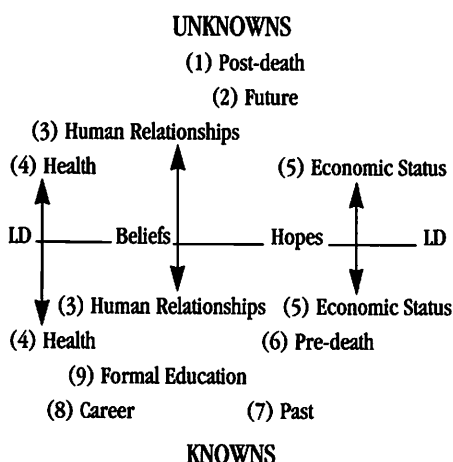 UNKNOWNS
(1) Post-death
(2) Future
(3) Human Relationships
(4) Health
(5) Economic Status
LD Beliefs Hopes LD
(3) Human Relationships (5) Economic Status
(4) Health (6) Pre-death
(9) Formal Education
(8) Career (7) Past
KNOWNS